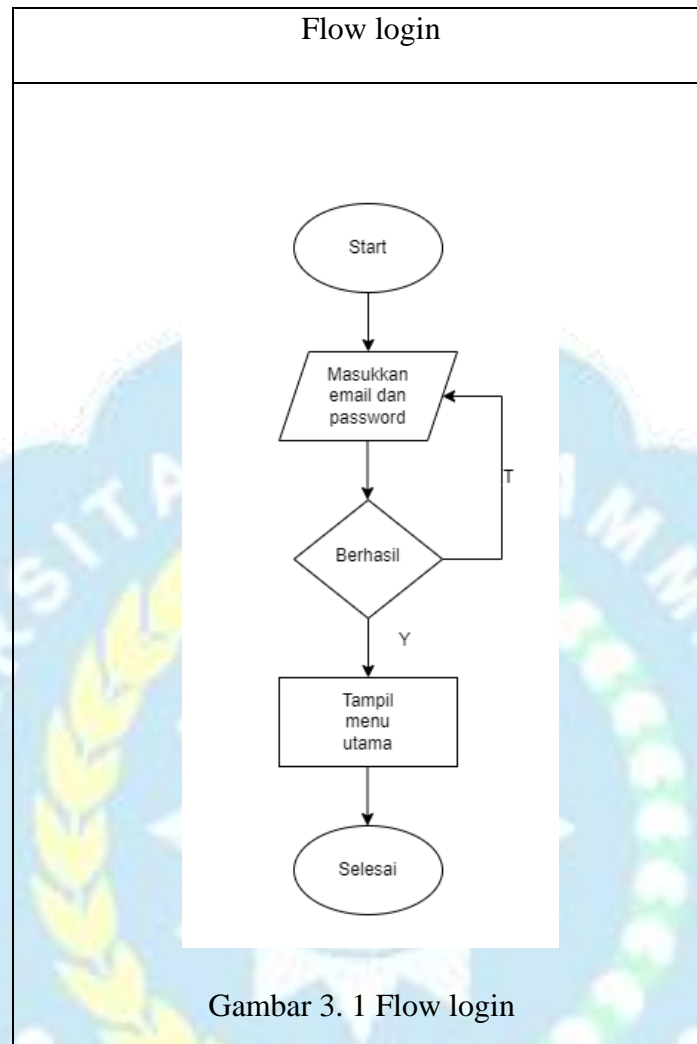 Flow login
Start
Masukkan
email dan
password
T
Berhasil
Y
Tampil
menu
utama
Selesai
Gambar 3. 1 Flow login